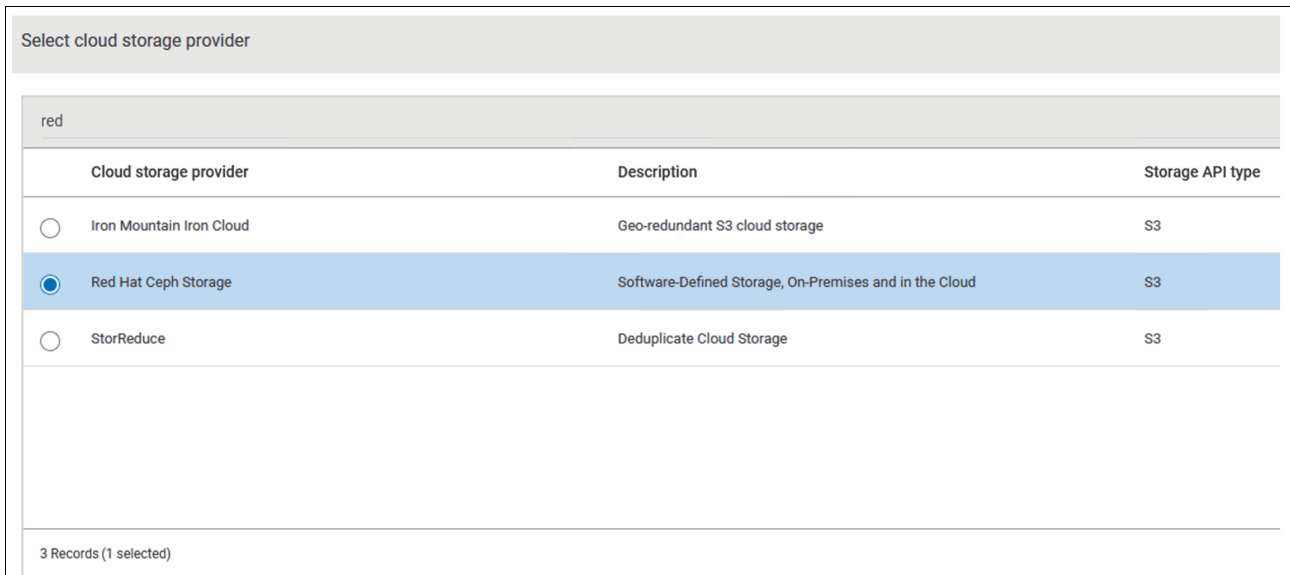 Select cloud storage provider
red
Cloud storage provider Description Storage API type
Iron Mountain Iron Cloud Geo-redundant S3 cloud storage S3
Red Hat Ceph Storage Software-Defined Storage, On-Premises and in the Cloud S3
StorReduce Deduplicate Cloud Storage S3
3 Records (1 selected)